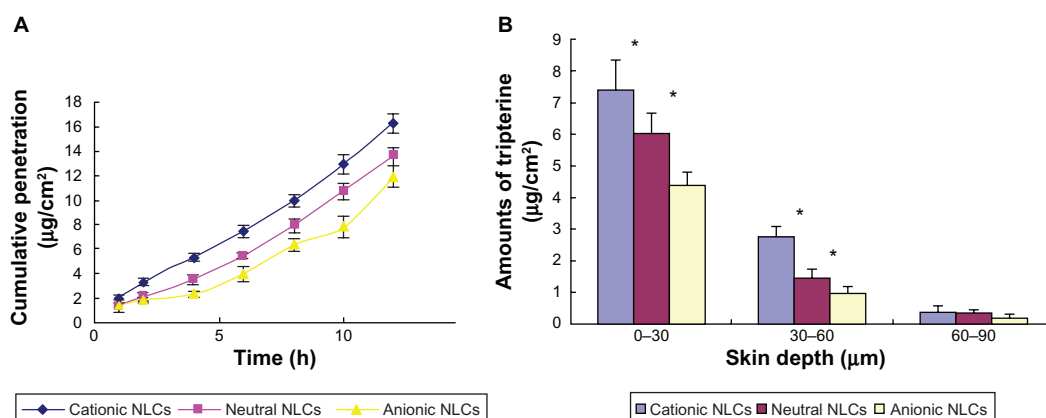 A
Cumulative penetration
(µg/cm²)
18
16
14
12
10
8
6
4
2
0
0
5
10
Time (h)
Cationic NLCs
Neutral NLCs
Anionic NLCs
B
Amounts of tripterine
(µg/cm²)
9
8
7
6
5
4
3
2
1
0
*
*
*
*
0–30
30–60
60–90
Skin depth (µm)
Cationic NLCs
Neutral NLCs
Anionic NLCs